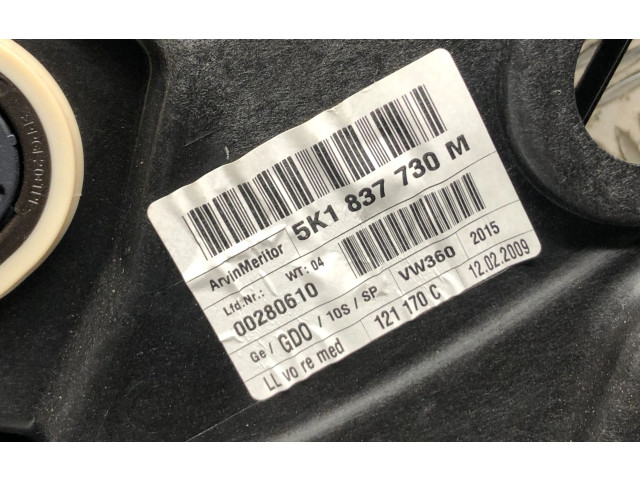 5K1 837 730 M
ArvinMeritor
Lfd.Nr.: WT: 04
00280610
VW360 2015
Ge / GDO / 10S / SP
121 170 C 12.02.2009
LL vo re med